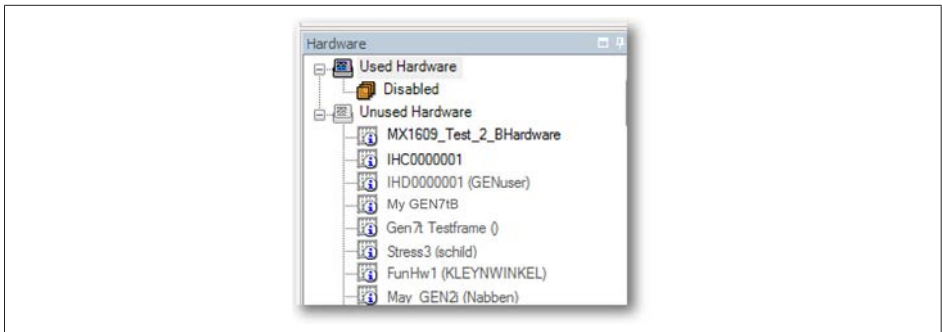 Hardware
Used Hardware
Disabled
Unused Hardware
MX1609_Test_2_BHardware
IHC0000001
IHD0000001 (GENuser)
My GEN7tB
Gen7t Testframe ()
Stress3 (schild)
FunHw1 (KLEYNWINKEL)
May_GEN2i (Nabben)